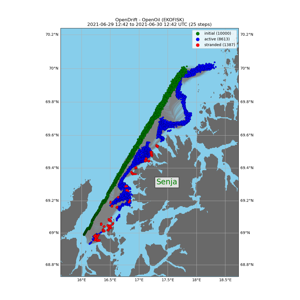 OpenDrift - OpenOil (EKOFISK)
2021-06-29 12:42 to 2021-06-30 12:42 UTC (25 steps)
initial (10000)
active (8613)
stranded (1387)
70.2°N
70.2°N
70°N
70°N
69.8°N
69.8°N
69.6°N
69.6°N
69.4°N
69.4°N
Senja
69.2°N
69.2°N
69°N
69°N
68.8°N
68.8°N
16°E
16.5°E
17°E
17.5°E
18°E
18.5°E